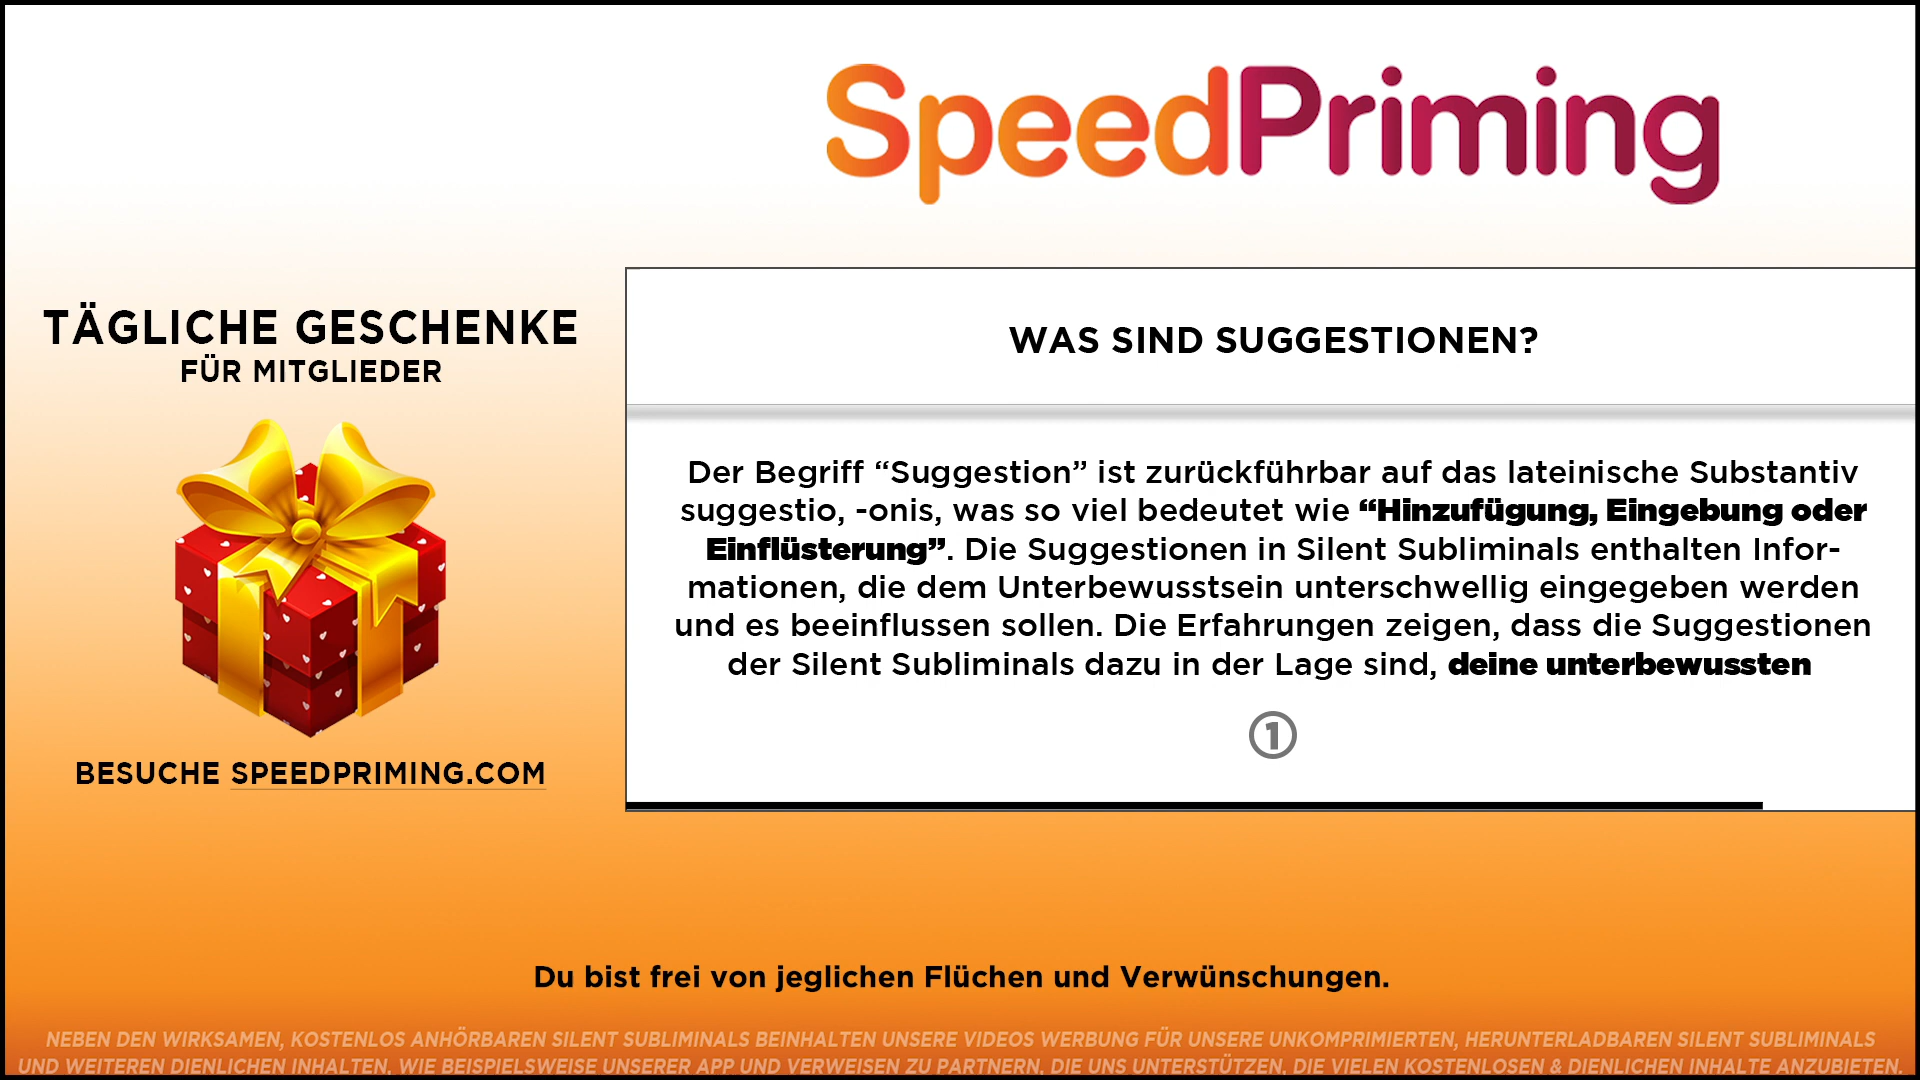 SpeedPriming
TÄGLICHE GESCHENKE
FÜR MITGLIEDER
BESUCHE SPEEDPRIMING.COM
WAS SIND SUGGESTIONEN?
Der Begriff “Suggestion” ist zurückführbar auf das lateinische Substantiv
suggestio, -onis, was so viel bedeutet wie “Hinzufügung, Eingebung oder
Einflüsterung”. Die Suggestionen in Silent Subliminals enthalten Infor-
mationen, die dem Unterbewusstsein unterschwellig eingegeben werden
und es beeinflussen sollen. Die Erfahrungen zeigen, dass die Suggestionen
der Silent Subliminals dazu in der Lage sind, deine unterbewussten
1
Du bist frei von jeglichen Flüchen und Verwünschungen.
NEBEN DEN WIRKSAMEN, KOSTENLOS ANHÖRBAREN SILENT SUBLIMINALS BEINHALTEN UNSERE VIDEOS WERBUNG FÜR UNSERE UNKOMPRIMIERTEN, HERUNTERLADBAREN SILENT SUBLIMINALS
UND WEITEREN DIENLICHEN INHALTEN, WIE BEISPIELSWEISE UNSERER APP UND VERWEISEN ZU PARTNERN, DIE UNS UNTERSTÜTZEN, DIE VIELEN KOSTENLOSEN & DIENLICHEN INHALTE ANZUBIETEN.